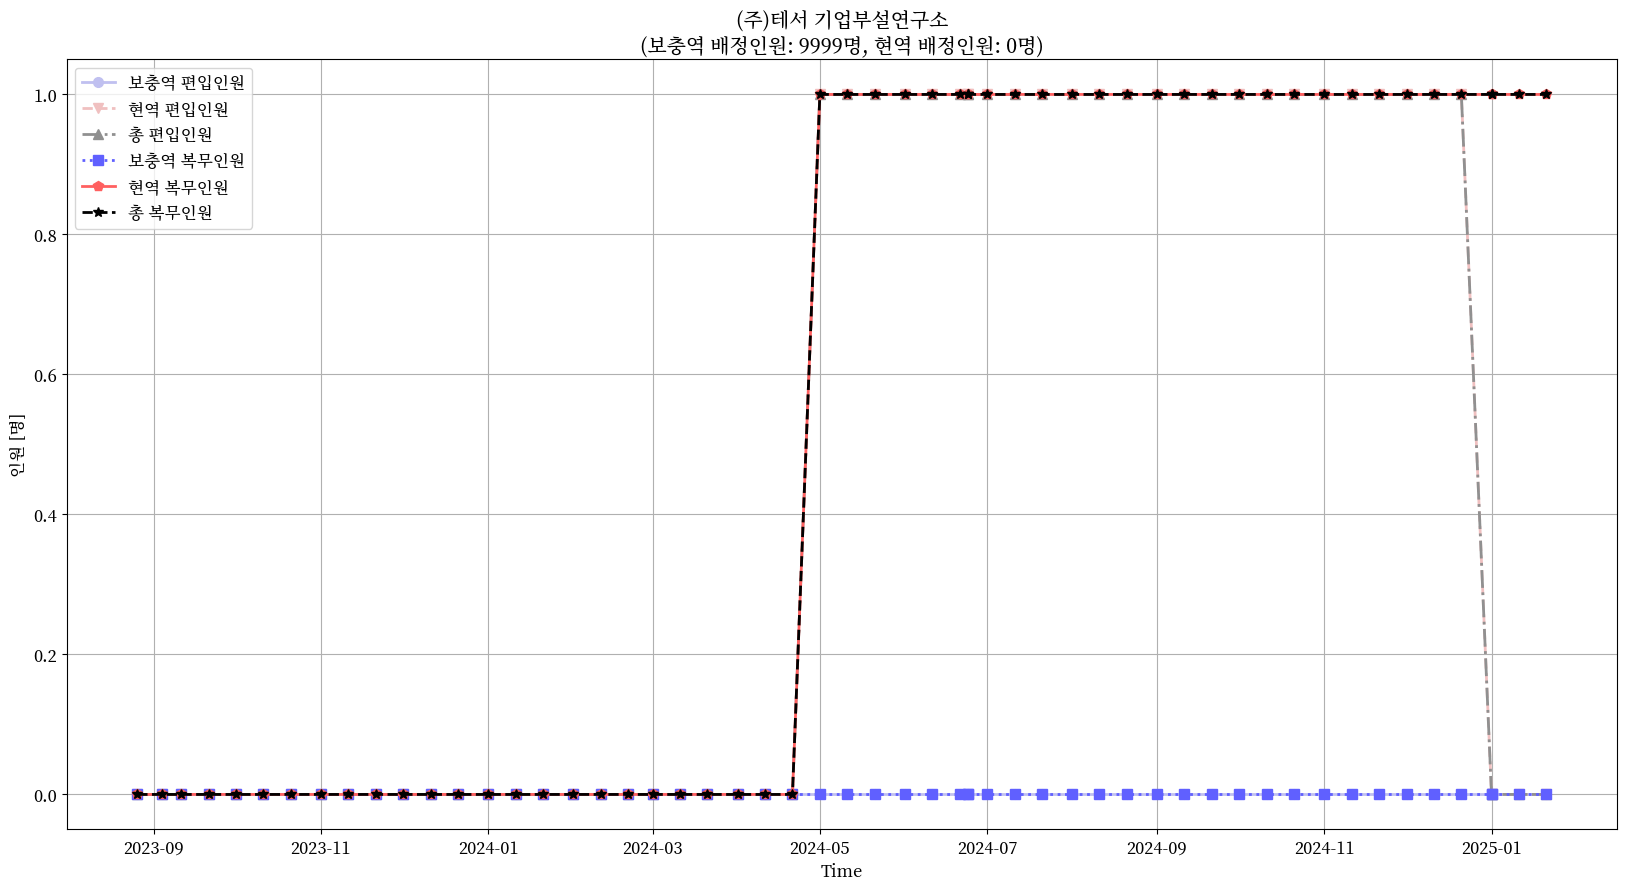 (주)테서 기업부설연구소
(보충역 배정인원: 9999명, 현역 배정인원: 0명)
보충역 편입인원
현역 편입인원
총 편입인원
보충역 복무인원
현역 복무인원
총 복무인원
1.0
0.8
0.6
0.4
0.2
0.0
인원 [명]
2023-09 2023-11 2024-01 2024-03 2024-05 2024-07 2024-09 2024-11 2025-01
Time